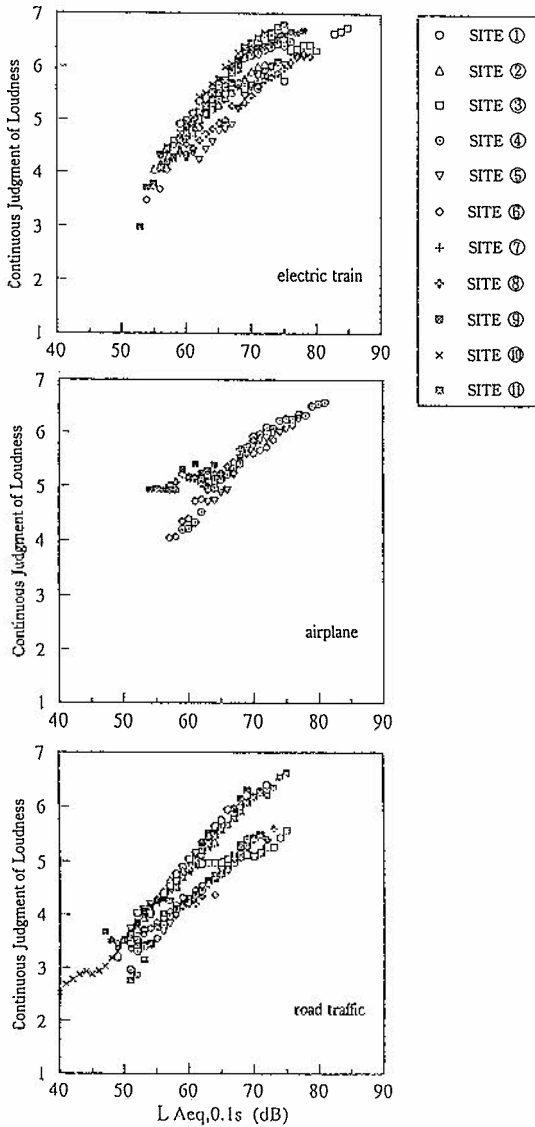 Continuous Judgment of Loudness
7
6
5
4
3
2
1
electric train
40 50 60 70 80 90
SITE ①
SITE ②
SITE ③
SITE ④
SITE ⑤
SITE ⑥
SITE ⑦
SITE ⑧
SITE ⑨
SITE ⑩
SITE ⑪
Continuous Judgment of Loudness
7
6
5
4
3
2
1
airplane
40 50 60 70 80 90
Continuous Judgment of Loudness
7
6
5
4
3
2
1
road traffic
40 50 60 70 80 90
L Aeq,0.1s (dB)